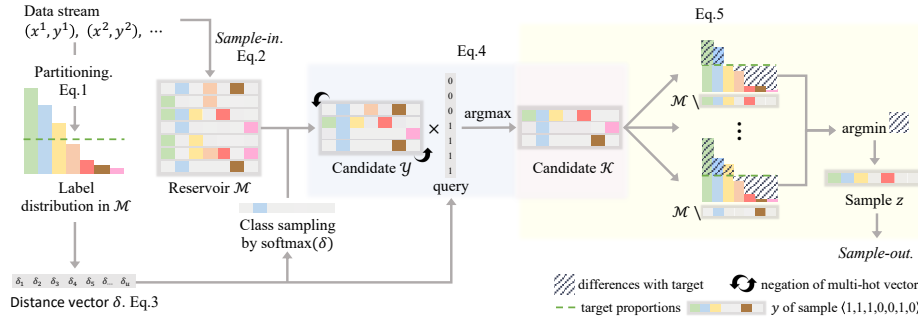 Data stream
(x¹, y¹), (x², y²), ⋯
Sample-in.
Eq.2
Partitioning.
Eq.1
Label
distribution in ℳ
Reservoir ℳ
Class sampling
by softmax(δ)
δ₁ δ₂ δ₃ δ₄ δ₅ δ... δᵤ
Distance vector δ. Eq.3
Eq.4
Candidate 𝒴
×
0
0
0
1
1
1
1
query
argmax
Candidate 𝒦
Eq.5
ℳ \
⋮
ℳ \
argmin
Sample z
Sample-out.
differences with target
negation of multi-hot vector
target proportions
y of sample ⟨1,1,1,0,0,1,0⟩